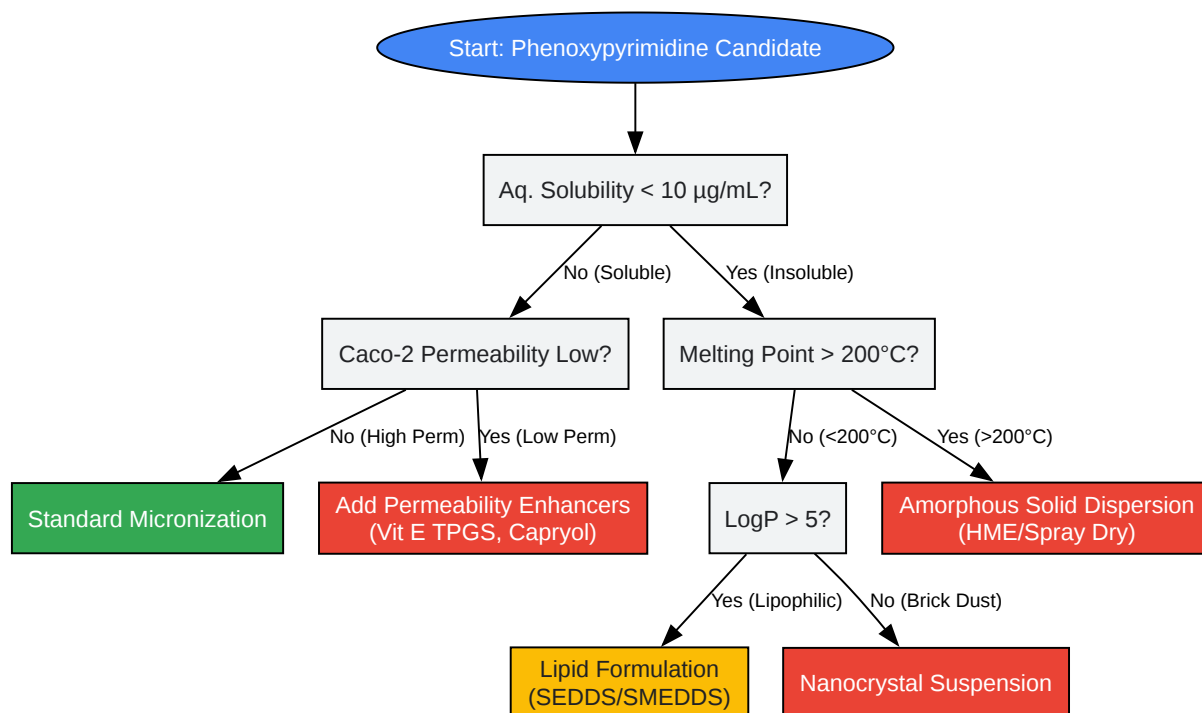 Start: Phenoxypyrimidine Candidate
Aq. Solubility < 10 µg/mL?
No (Soluble)
Yes (Insoluble)
Caco-2 Permeability Low?
Melting Point > 200°C?
No (High Perm)
Yes (Low Perm)
No (<200°C)
Yes (>200°C)
Standard Micronization
Add Permeability Enhancers
(Vit E TPGS, Capryol)
LogP > 5?
Amorphous Solid Dispersion
(HME/Spray Dry)
Yes (Lipophilic)
No (Brick Dust)
Lipid Formulation
(SEDDS/SMEDDS)
Nanocrystal Suspension